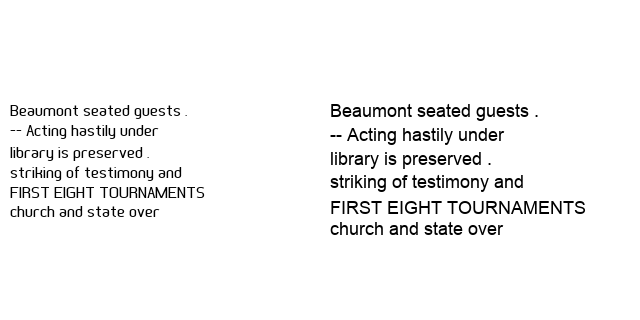 Beaumont seated guests .
-- Acting hastily under
library is preserved .
striking of testimony and
FIRST EIGHT TOURNAMENTS
church and state over
Beaumont seated guests .
-- Acting hastily under
library is preserved .
striking of testimony and
FIRST EIGHT TOURNAMENTS
church and state over